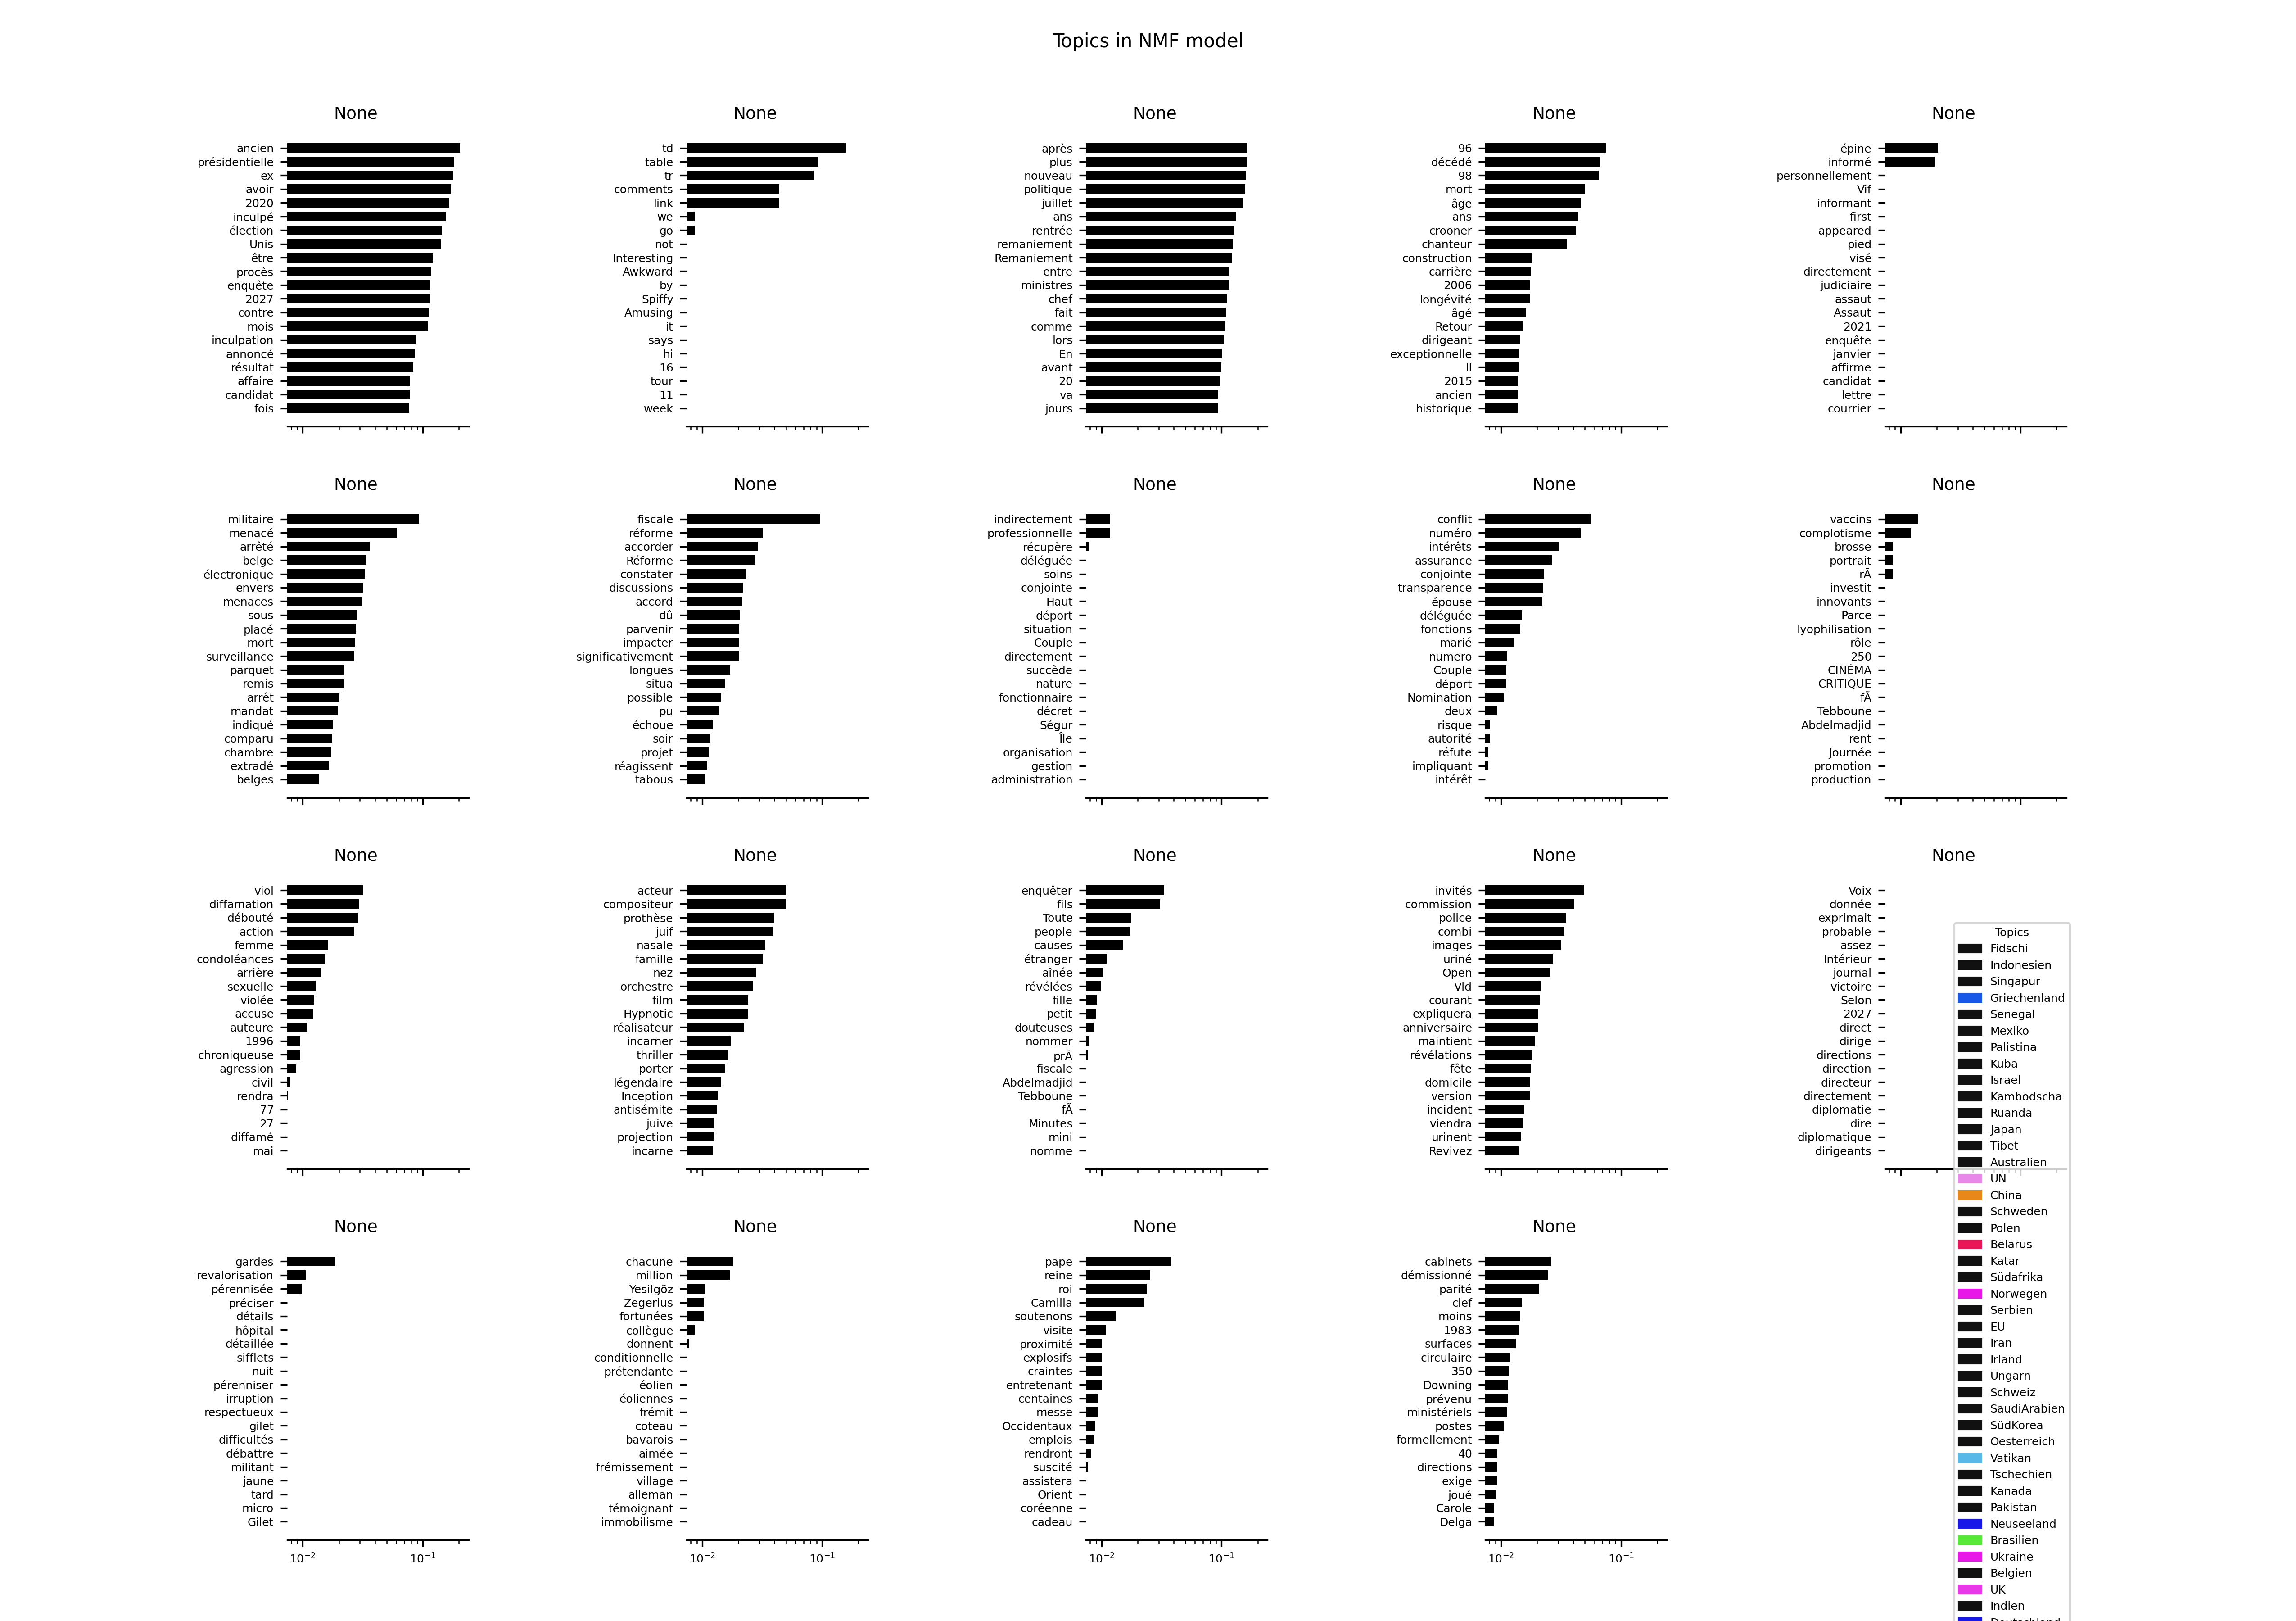 Topics in NMF model
None
ancien
présidentielle
ex
avoir
2020
inculpé
élection
Unis
être
procès
enquête
2027
contre
mois
inculpation
annoncé
résultat
affaire
candidat
fois
None
td
table
tr
comments
link
we
go
not
Interesting
Awkward
by
Spiffy
Amusing
it
says
hi
16
tour
11
week
None
après
plus
nouveau
politique
juillet
ans
rentrée
remaniement
Remaniement
entre
ministres
chef
fait
comme
lors
En
avant
20
va
jours
None
96
décédé
98
mort
âge
ans
crooner
chanteur
construction
carrière
2006
longévité
âgé
Retour
dirigeant
exceptionnelle
II
2015
ancien
historique
None
épine
informé
personnellement
Vif
informant
first
appeared
pied
visé
directement
judiciaire
assaut
Assaut
2021
enquête
janvier
affirme
candidat
lettre
courrier
None
militaire
menacé
arrêté
belge
électronique
envers
menaces
sous
placé
mort
surveillance
parquet
remis
arrêt
mandat
indiqué
comparu
chambre
extradé
belges
None
fiscale
réforme
accorder
Réforme
constater
discussions
accord
dû
parvenir
impacter
significativement
longues
situa
possible
pu
échoue
soir
projet
réagissent
tabous
None
indirectement
professionnelle
récupère
déléguée
soins
conjointe
Haut
déport
situation
Couple
directement
succède
nature
fonctionnaire
décret
Ségur
Île
organisation
gestion
administration
None
conflit
numéro
intérêts
assurance
conjointe
transparence
épouse
déléguée
fonctions
marié
numero
Couple
déport
Nomination
deux
risque
autorité
réfute
impliquant
intérêt
None
vaccins
complotisme
brosse
portrait
rÃ
investit
innovants
Parce
lyophilisation
rôle
250
CINÉMA
CRITIQUE
fÃ
Tebboune
Abdelmadjid
rent
Journée
promotion
production
None
viol
diffamation
débouté
action
femme
condoléances
arrière
sexuelle
violée
accuse
auteure
1996
chroniqueuse
agression
civil
rendra
77
27
diffamé
mai
None
acteur
compositeur
prothèse
juif
nasale
famille
nez
orchestre
film
Hypnotic
réalisateur
incarner
thriller
porter
légendaire
Inception
antisémite
juive
projection
incarne
None
enquêter
fils
Toute
people
causes
étranger
aînée
révélées
fille
petit
douteuses
nommer
prÃ
fiscale
Abdelmadjid
Tebboune
fÃ
Minutes
mini
nomme
None
invités
commission
police
combi
images
uriné
Open
Vld
courant
expliquera
anniversaire
maintient
révélations
fête
domicile
version
incident
viendra
urinent
Revivez
None
Voix
donnée
exprimait
probable
assez
Intérieur
journal
victoire
Selon
2027
direct
dirige
directions
direction
directeur
directement
diplomatie
dire
diplomatique
dirigeants
None
gardes
revalorisation
pérennisée
préciser
détails
hôpital
détaillée
sifflets
nuit
pérenniser
irruption
respectueux
gilet
difficultés
débattre
militant
jaune
tard
micro
Gilet
10⁻² 10⁻¹
None
chacune
million
Yesilgöz
Zegerius
fortunées
collègue
donnent
conditionnelle
prétendante
éolien
éoliennes
frémit
coteau
bavarois
aimée
frémissement
village
alleman
témoignant
immobilisme
10⁻² 10⁻¹
None
pape
reine
roi
Camilla
soutenons
visite
proximité
explosifs
craintes
entretenant
centaines
messe
Occidentaux
emplois
rendront
suscité
assistera
Orient
coréenne
cadeau
10⁻² 10⁻¹
None
cabinets
démissionné
parité
clef
moins
1983
surfaces
circulaire
350
Downing
prévenu
ministériels
postes
formellement
40
directions
exige
joué
Carole
Delga
10⁻² 10⁻¹
Topics
Fidschi
Indonesien
Singapur
Griechenland
Senegal
Mexiko
Palistina
Kuba
Israel
Kambodscha
Ruanda
Japan
Tibet
Australien
UN
China
Schweden
Polen
Belarus
Katar
Südafrika
Norwegen
Serbien
EU
Iran
Irland
Ungarn
Schweiz
SaudiArabien
SüdKorea
Oesterreich
Vatikan
Tschechien
Kanada
Pakistan
Neuseeland
Brasilien
Ukraine
Belgien
UK
Indien